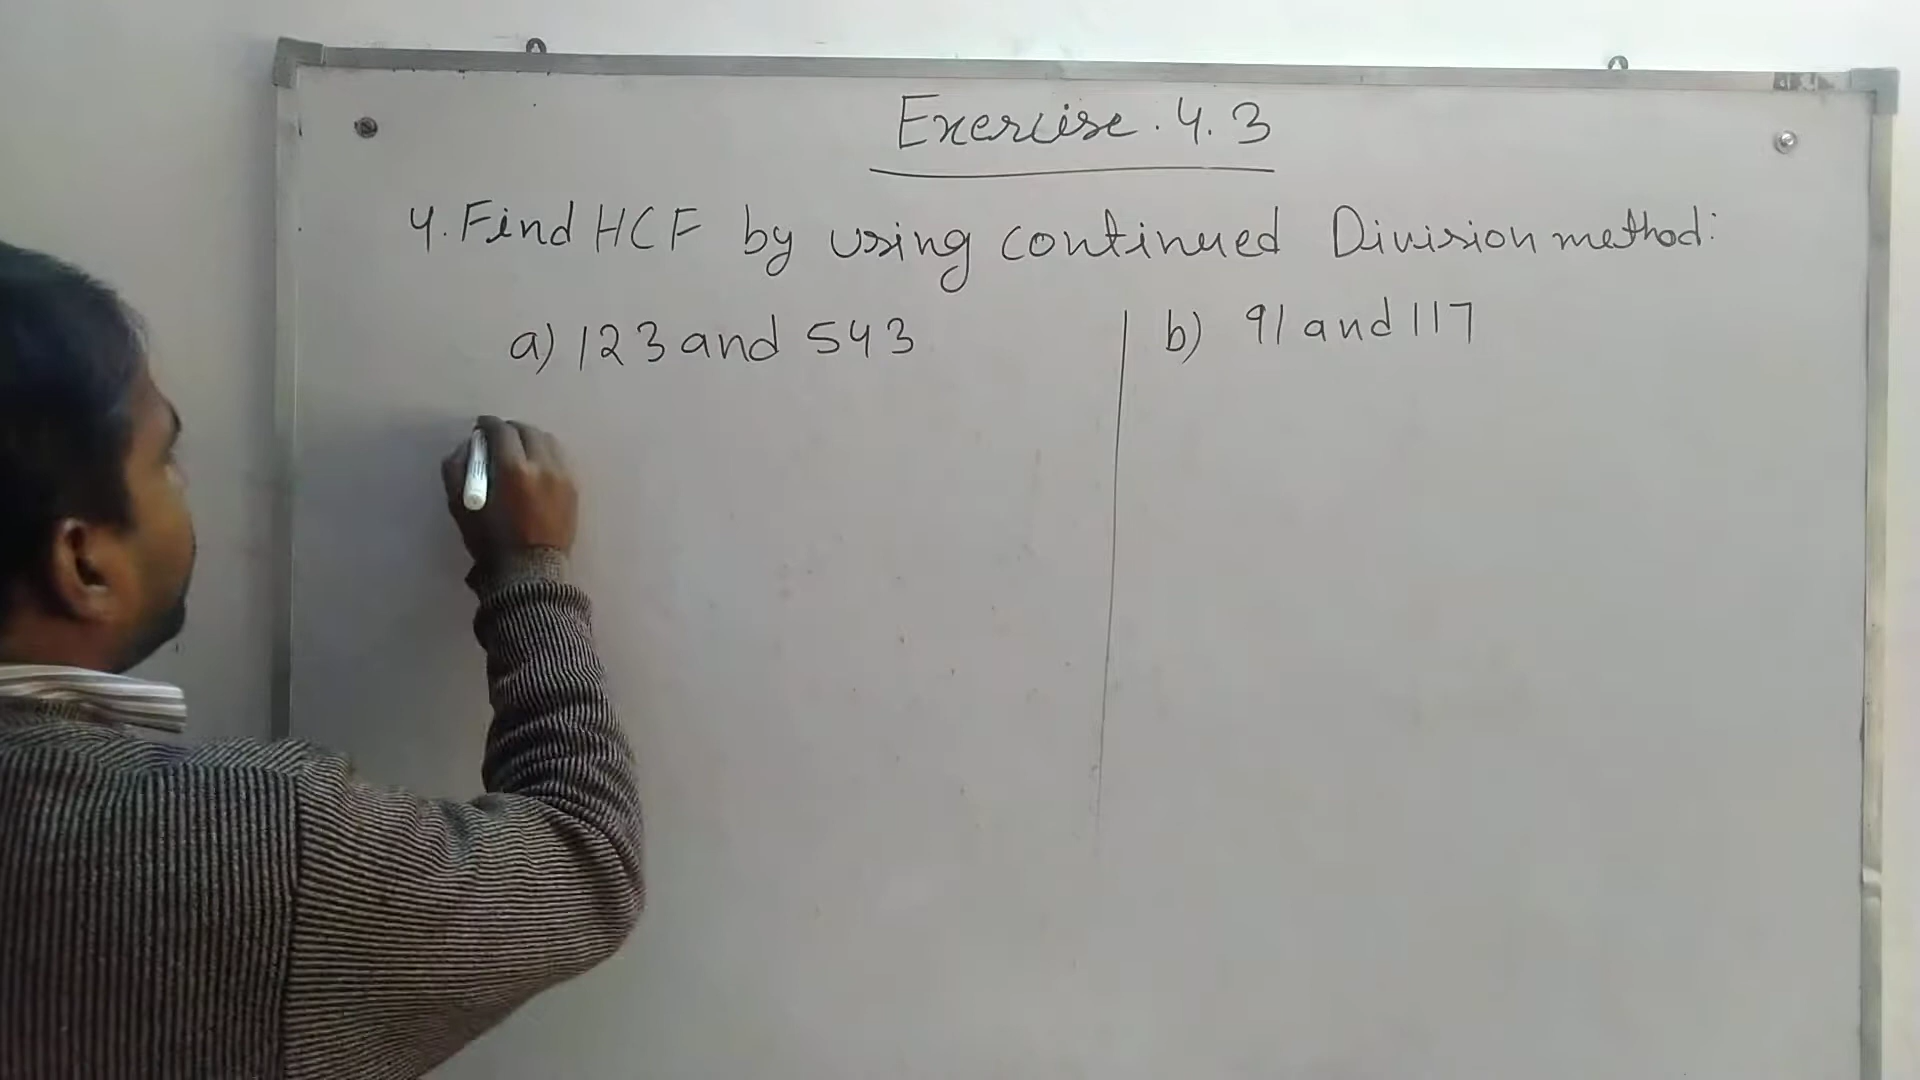 Exercise. 4.3
4. Find HCF by using continued Division method:
a) 123 and 543
b) 91 and 117